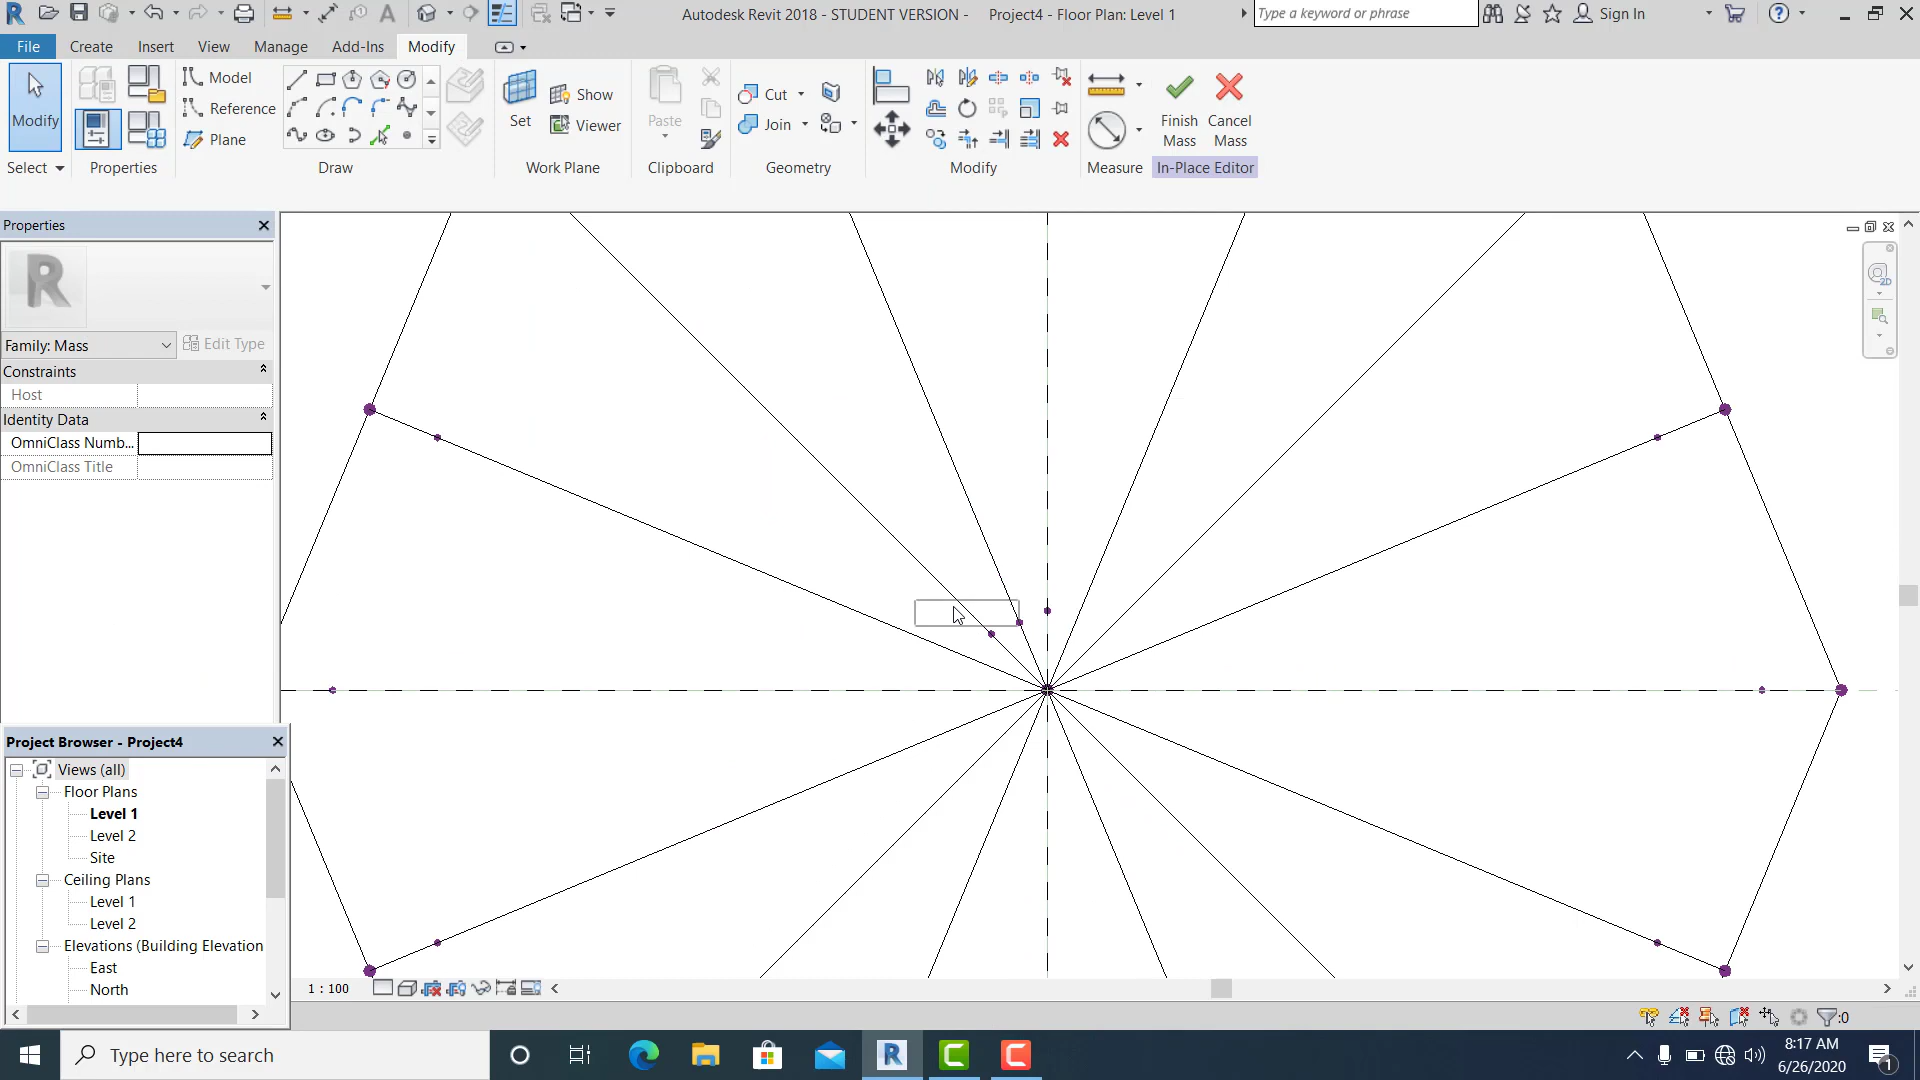 Autodesk Revit 2018 - STUDENT VERSION -     Project4 - Floor Plan: Level 1
Type a keyword or phrase
Sign In
File Create Insert View Manage Add-Ins Modify
Modify
Select
Properties
Model
Reference
Plane
Draw
Set
Show
Viewer
Work Plane
Paste
Clipboard
Cut
Join
Geometry
Modify
Measure
Finish Mass
Cancel Mass
In-Place Editor
Properties
Family: Mass
Edit Type
Constraints
Host
Identity Data
OmniClass Numb...
OmniClass Title
Project Browser - Project4
Views (all)
Floor Plans
Level 1
Level 2
Site
Ceiling Plans
Level 1
Level 2
Elevations (Building Elevation
East
North
1 : 100
:0
Type here to search
8:17 AM
6/26/2020
1